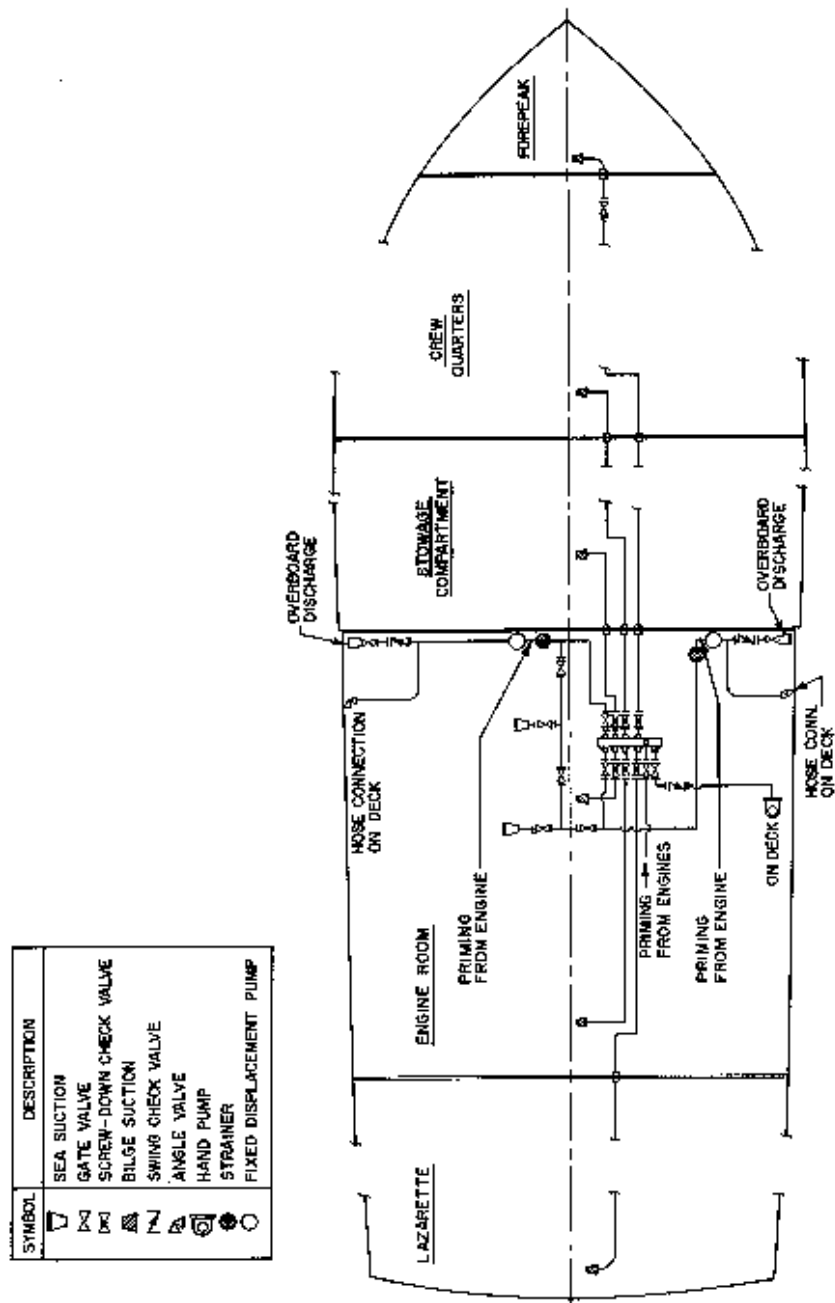 FOREPEAK
CREW
QUARTERS
STOWAGE
COMPARTMENT
OVERBOARD
DISCHARGE
OVERBOARD
DISCHARGE
HOSE CONNECTION
ON DECK
HOSE CONN.
ON DECK
ON DECK
PRIMING
FROM ENGINE
PRIMING
FROM ENGINES
PRIMING
FROM ENGINE
ENGINE ROOM
LAZARETTE
SYMBOL DESCRIPTION
SEA SUCTION
GATE VALVE
SCREW-DOWN CHECK VALVE
BILGE SUCTION
SWING CHECK VALVE
ANGLE VALVE
HAND PUMP
STRAINER
FIXED DISPLACEMENT PUMP